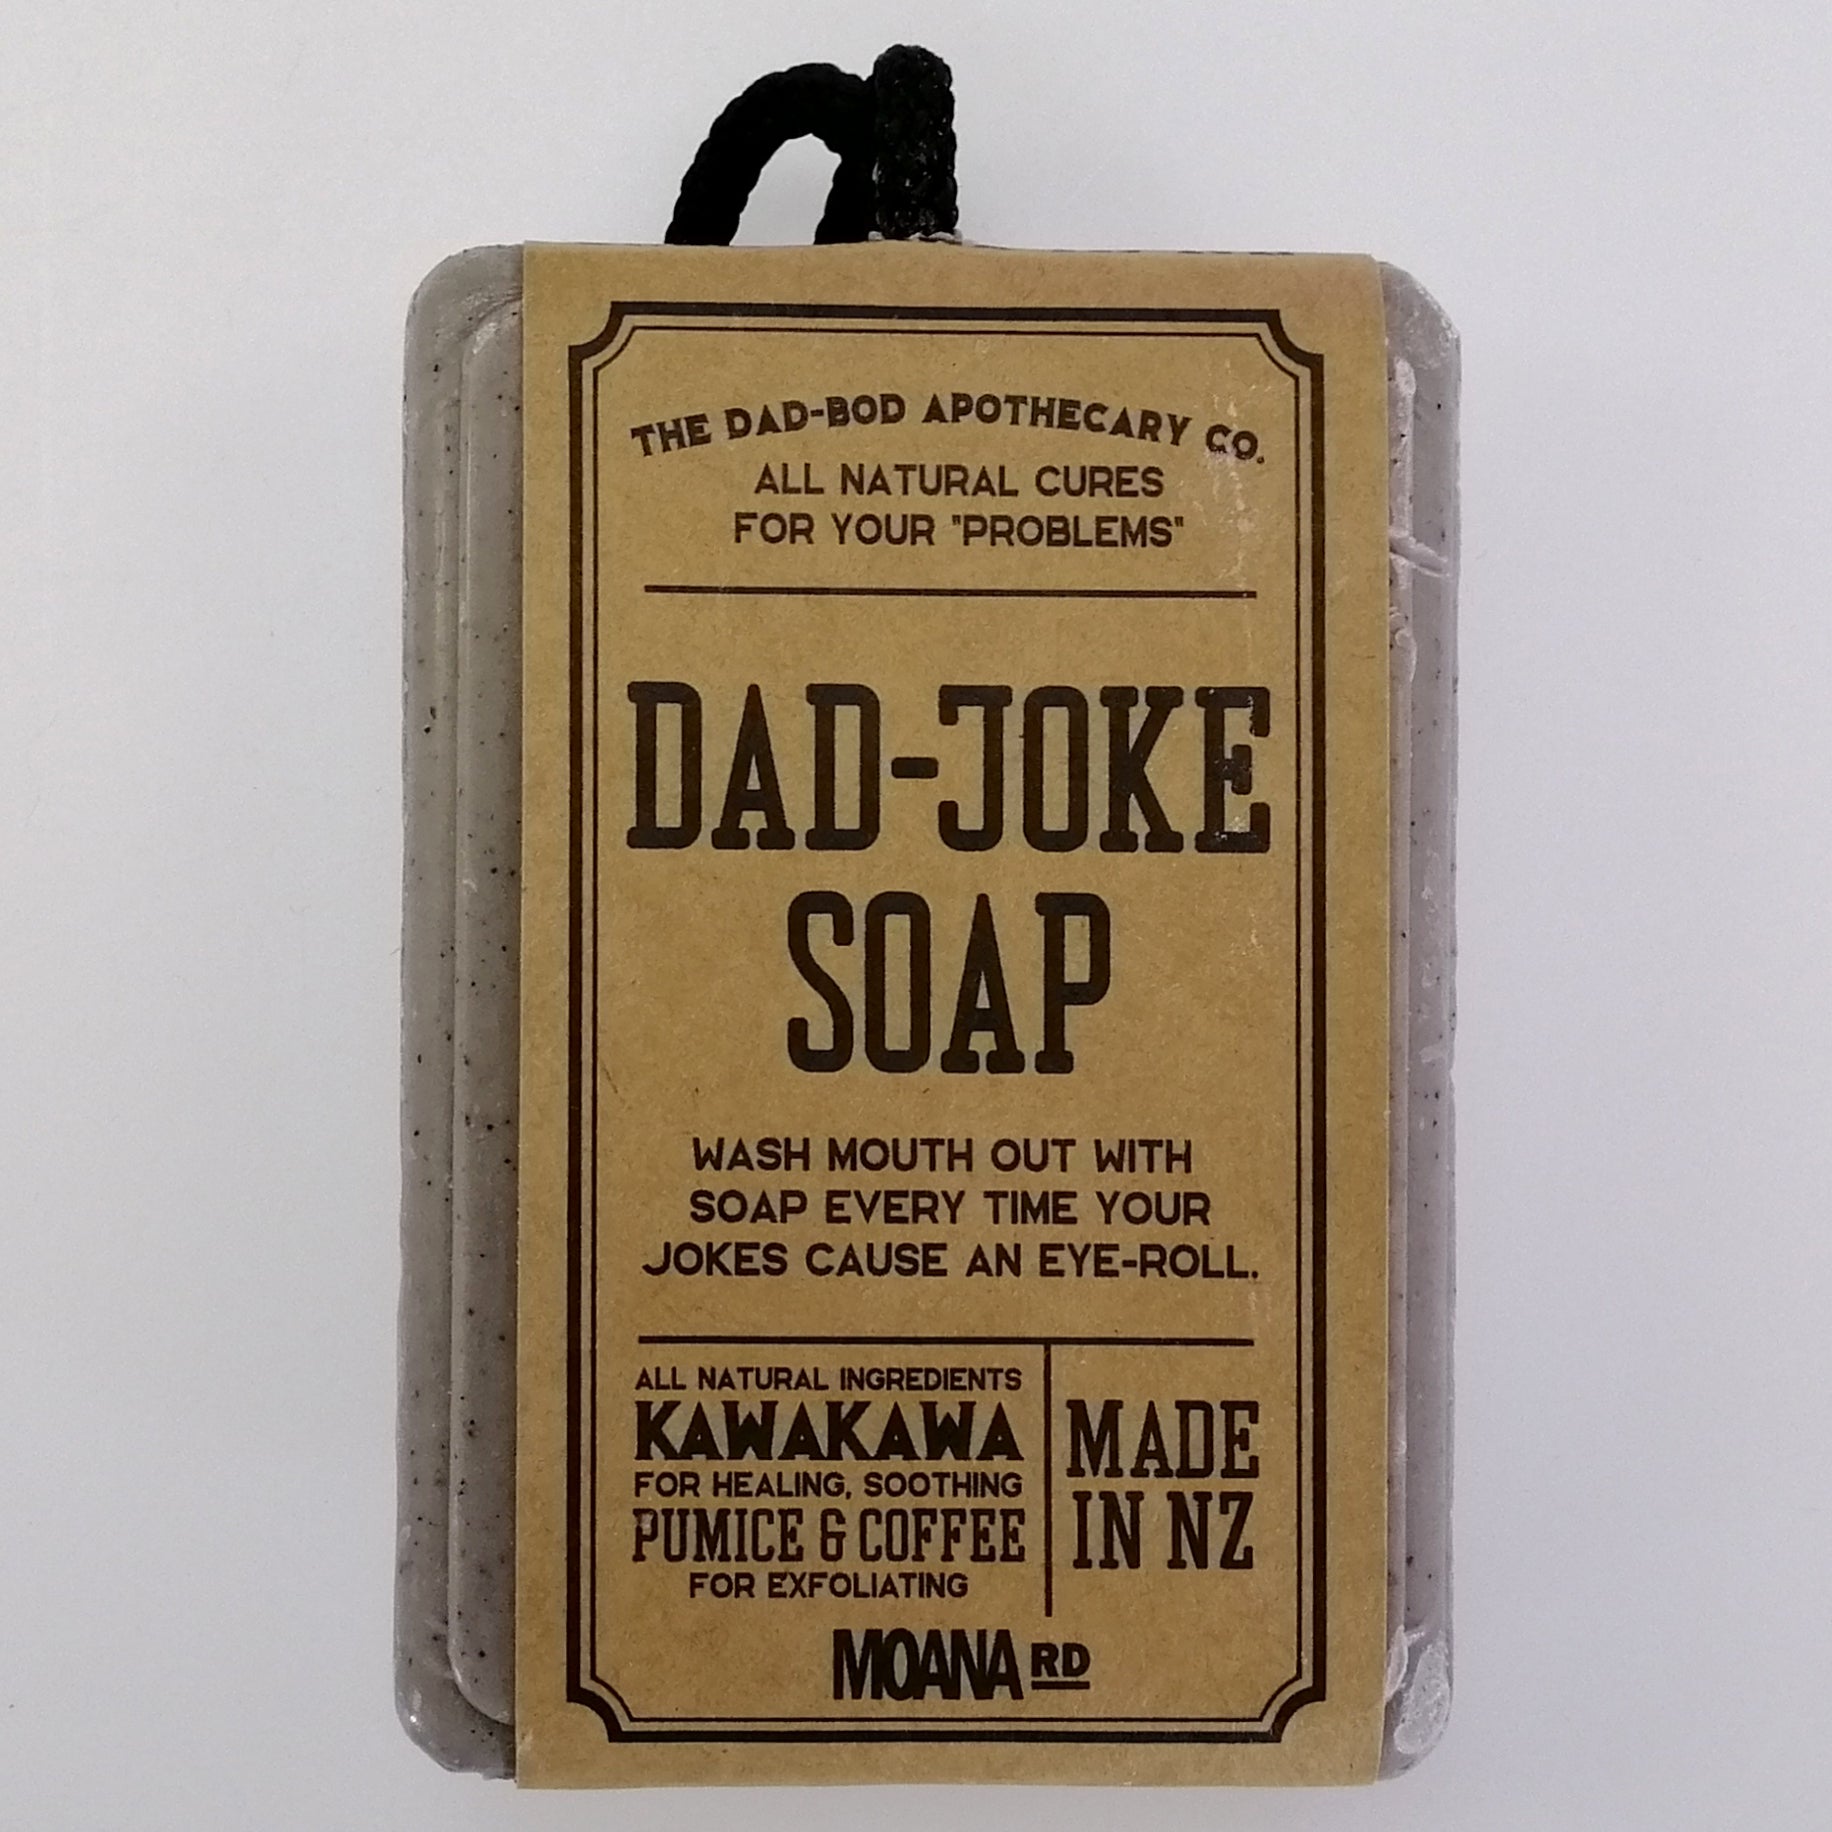 THE DAD-BOD APOTHECARY CO.
ALL NATURAL CURES
FOR YOUR "PROBLEMS"
DAD-JOKE
SOAP
WASH MOUTH OUT WITH
SOAP EVERY TIME YOUR
JOKES CAUSE AN EYE-ROLL.
ALL NATURAL INGREDIENTS
KAWAKAWA
FOR HEALING, SOOTHING
PUMICE & COFFEE
FOR EXFOLIATING
MADE
IN NZ
MOANA RD